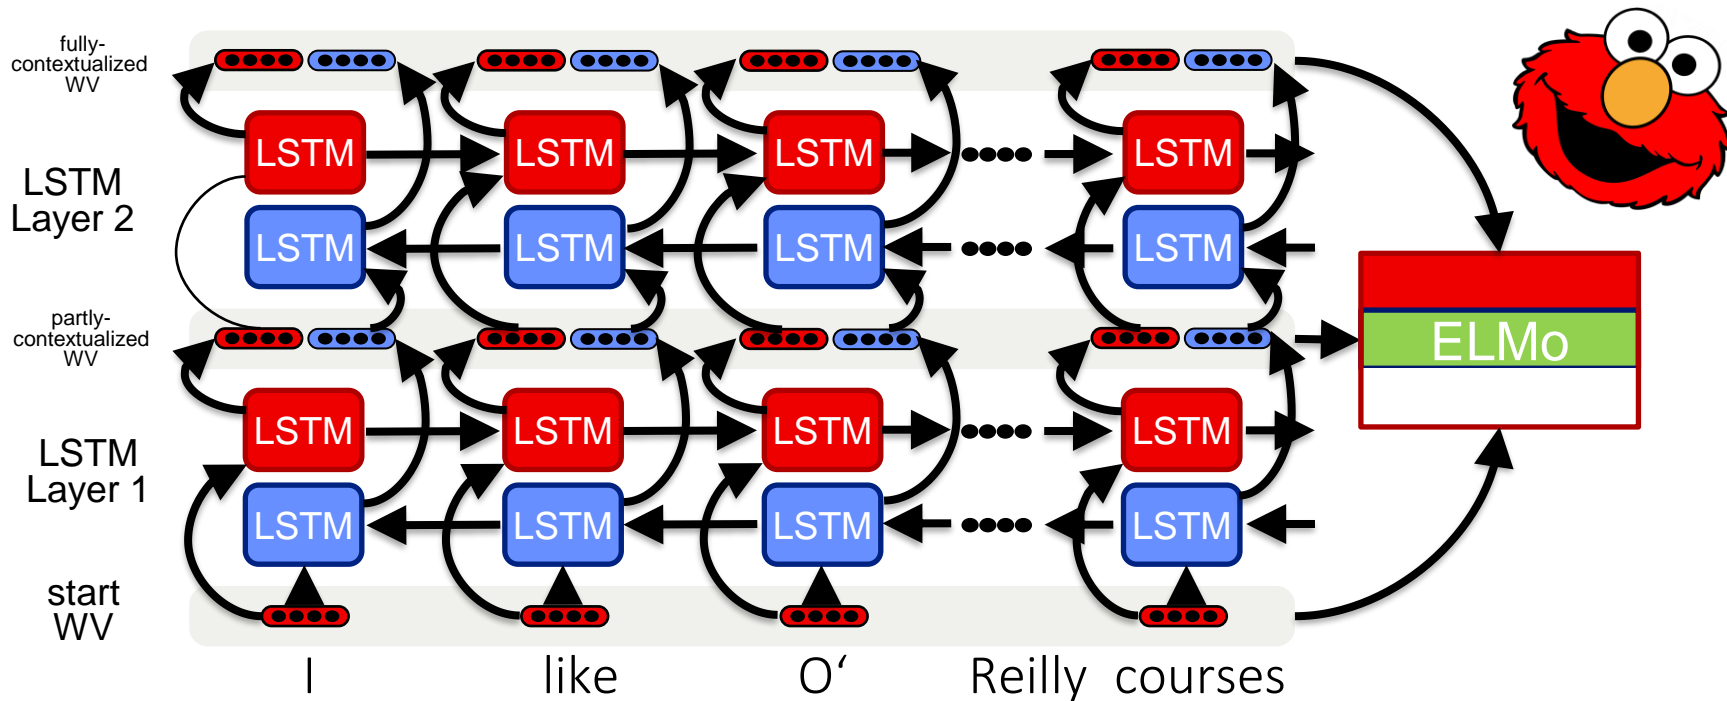 fully-
contextualized
WV
LSTM
Layer 2
LSTM LSTM LSTM LSTM
LSTM LSTM LSTM LSTM
partly-
contextualized
WV
ELMo
LSTM
Layer 1
LSTM LSTM LSTM LSTM
LSTM LSTM LSTM LSTM
start
WV
I like O‘ Reilly courses